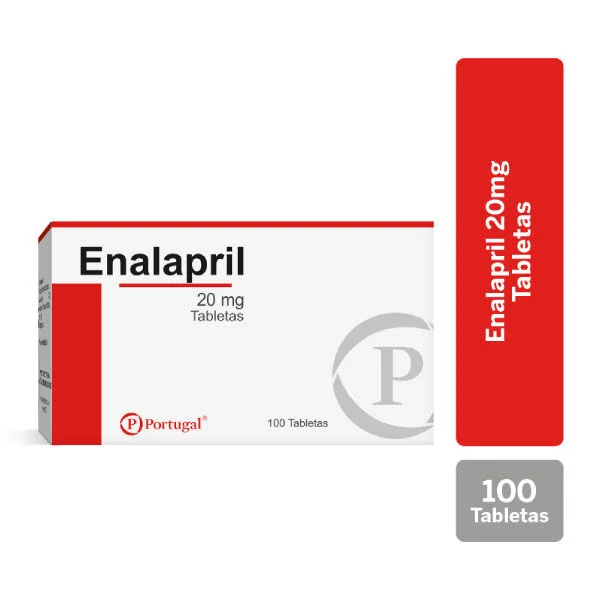 Enalapril
20 mg
Tabletas
P Portugal®
100 Tabletas
P
Enalapril 20mg
Tabletas
100
Tabletas